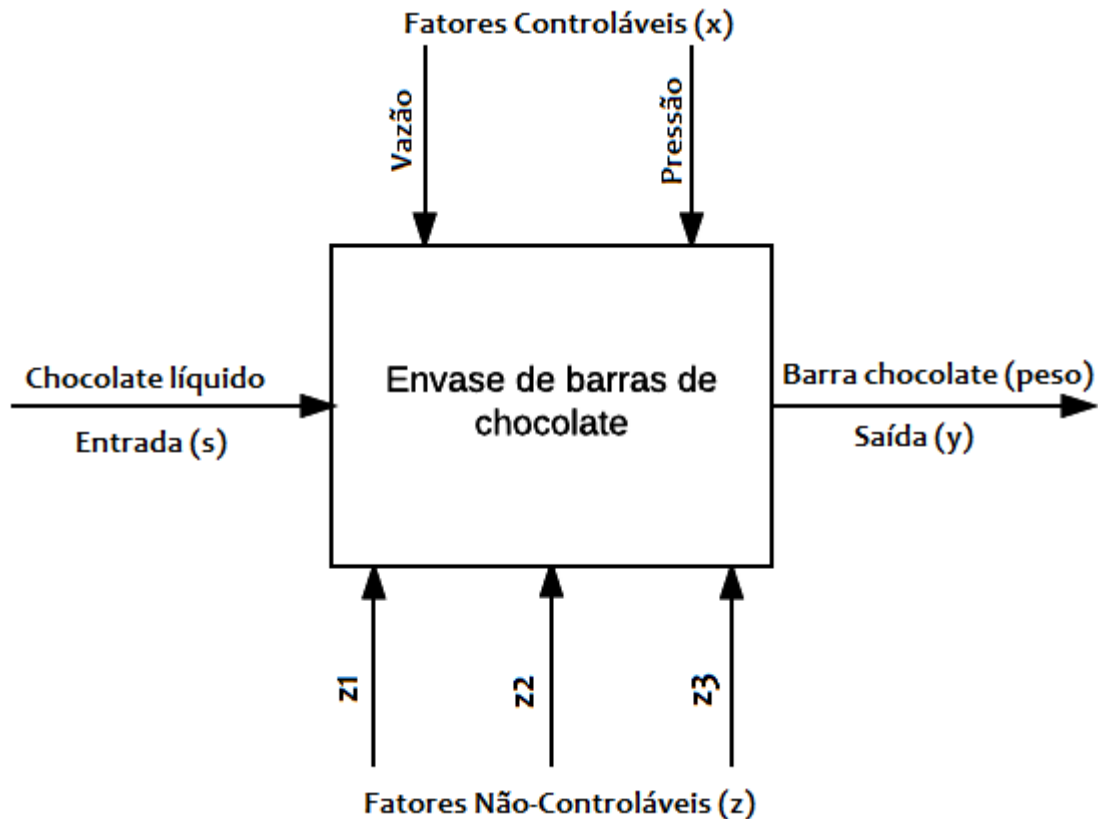 Fatores Controláveis (x)
Vazão
Pressão
Chocolate líquido
Entrada (s)
Envase de barras de
chocolate
Barra chocolate (peso)
Saída (y)
z1
z2
z3
Fatores Não-Controláveis (z)